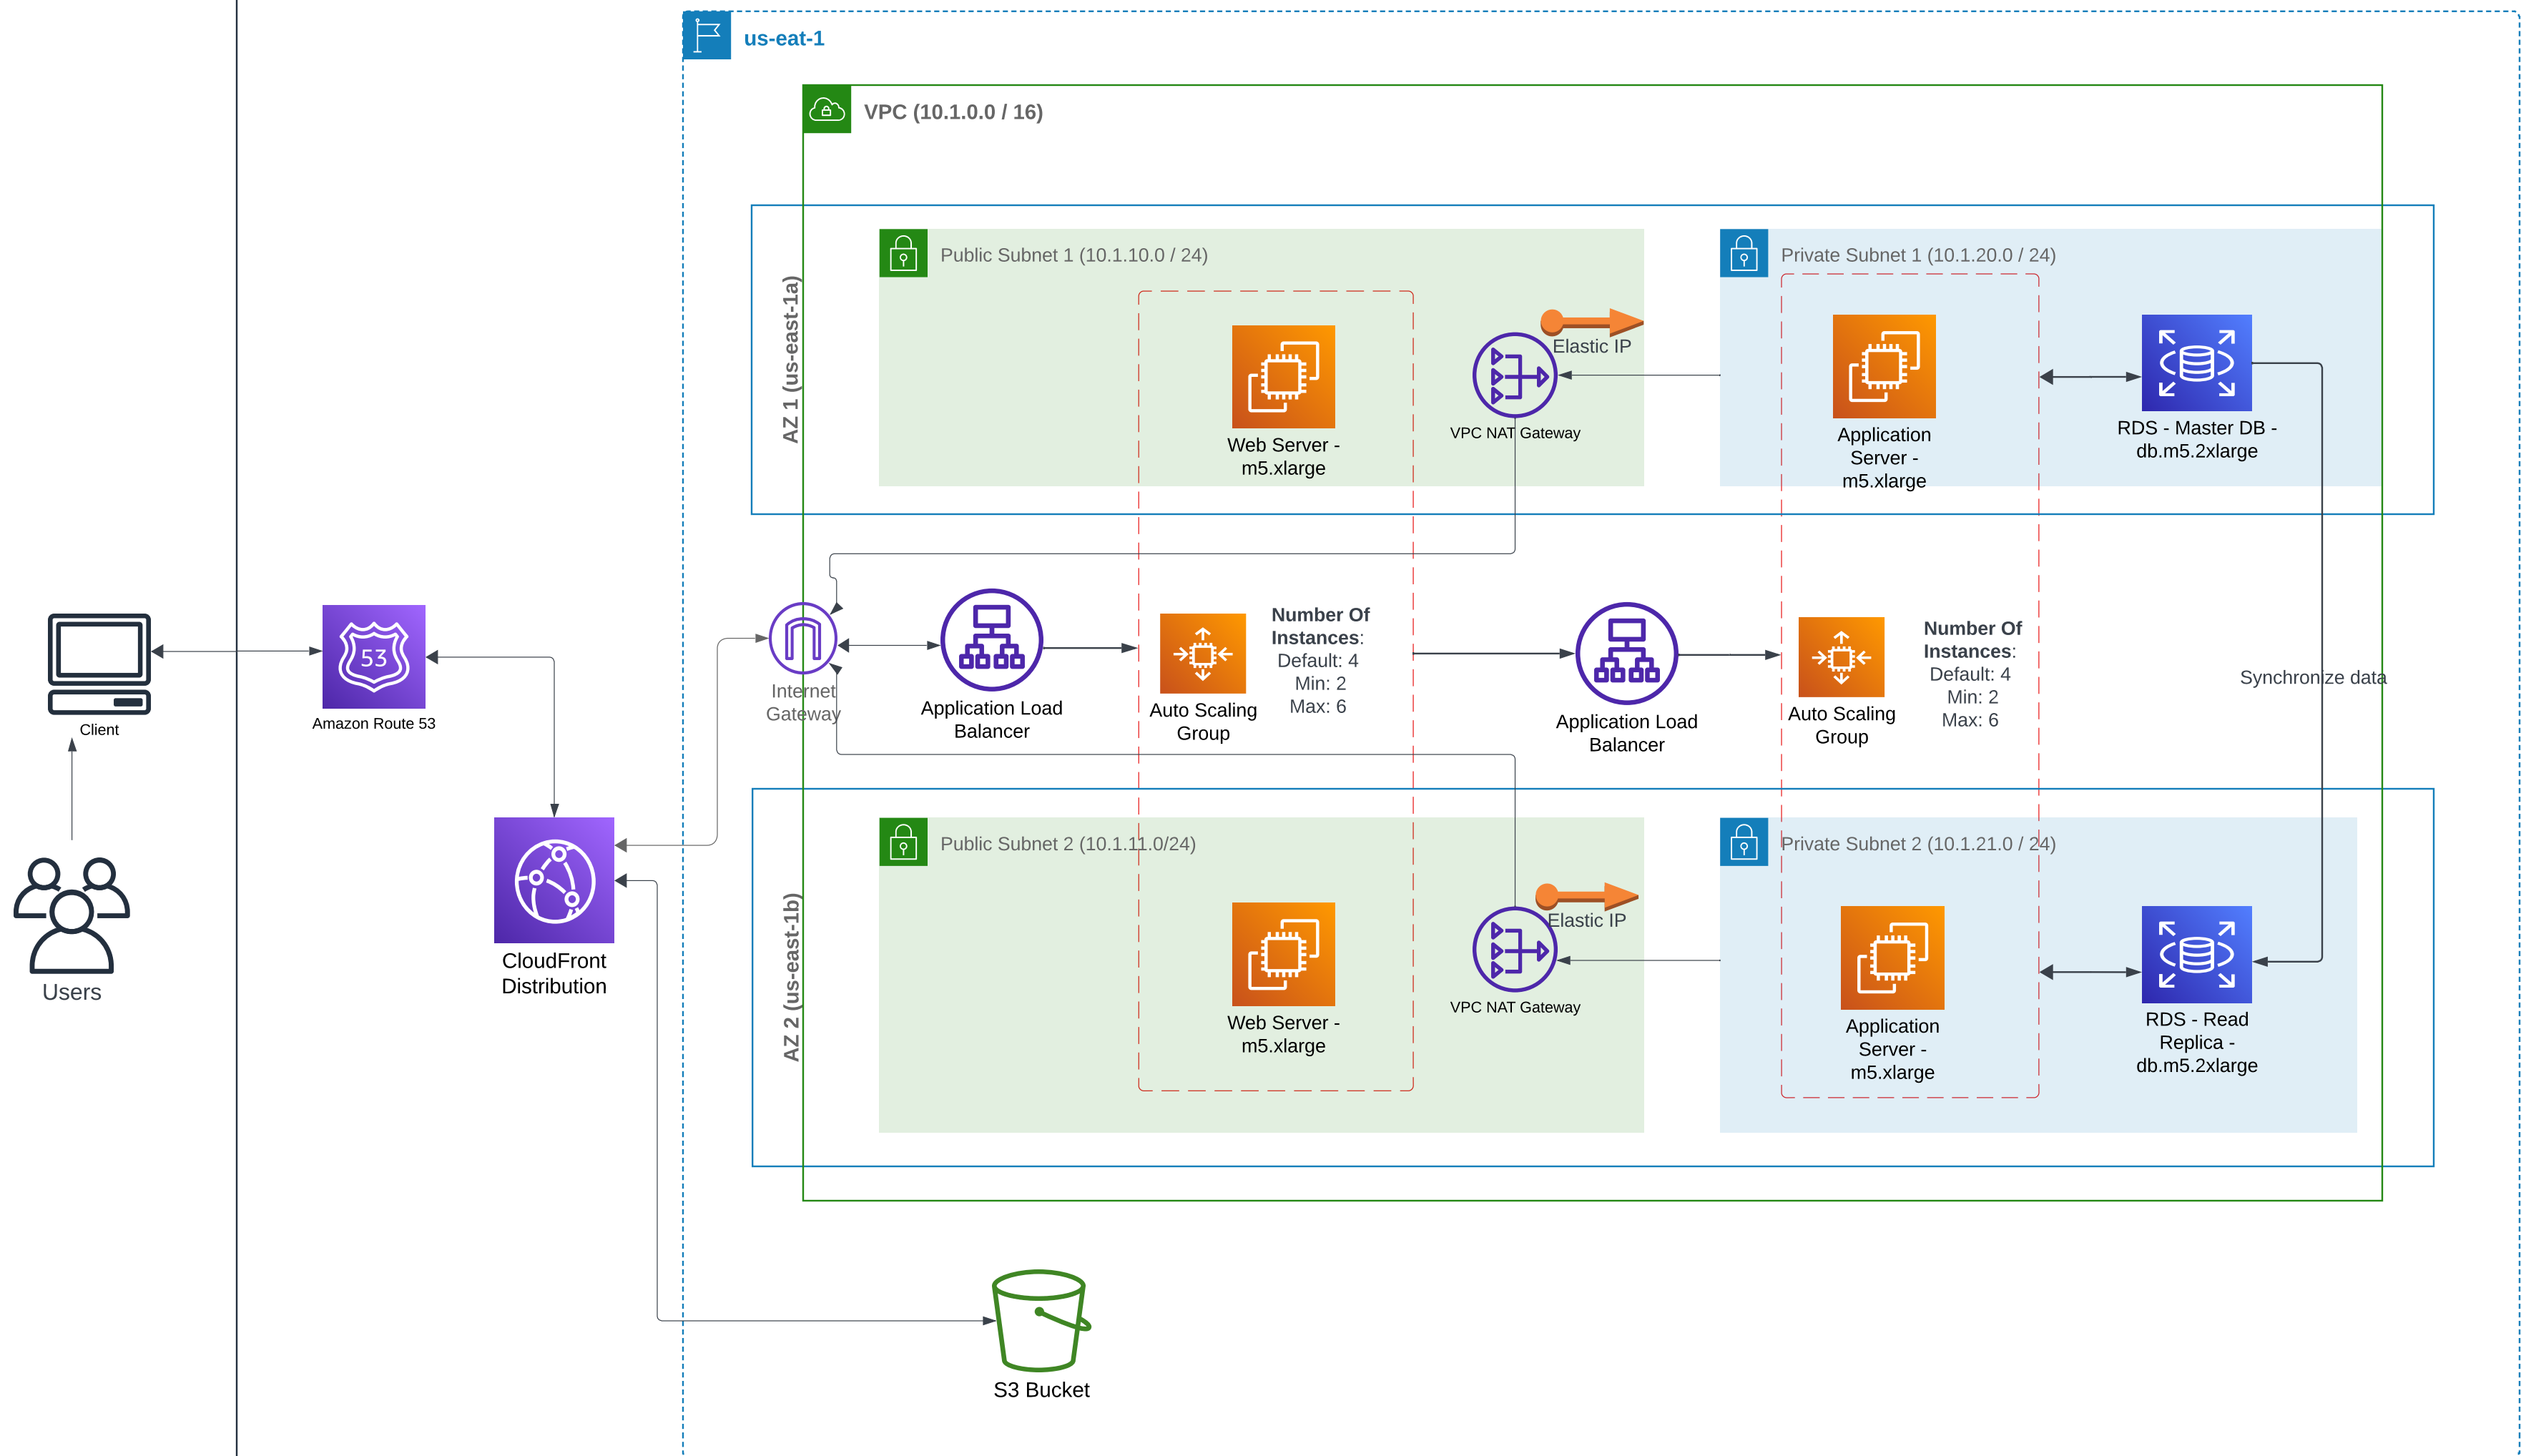 us-eat-1
VPC (10.1.0.0 / 16)
AZ 1 (us-east-1a)
Public Subnet 1 (10.1.10.0 / 24)
Web Server -
m5.xlarge
Elastic IP
VPC NAT Gateway
Private Subnet 1 (10.1.20.0 / 24)
Application
Server -
m5.xlarge
RDS - Master DB -
db.m5.2xlarge
Client
Users
53
Amazon Route 53
CloudFront
Distribution
Internet
Gateway
Application Load
Balancer
Auto Scaling
Group
Number Of
Instances:
Default: 4
Min: 2
Max: 6
Application Load
Balancer
Auto Scaling
Group
Number Of
Instances:
Default: 4
Min: 2
Max: 6
Synchronize data
AZ 2 (us-east-1b)
Public Subnet 2 (10.1.11.0/24)
Web Server -
m5.xlarge
Elastic IP
VPC NAT Gateway
Private Subnet 2 (10.1.21.0 / 24)
Application
Server -
m5.xlarge
RDS - Read
Replica -
db.m5.2xlarge
S3 Bucket